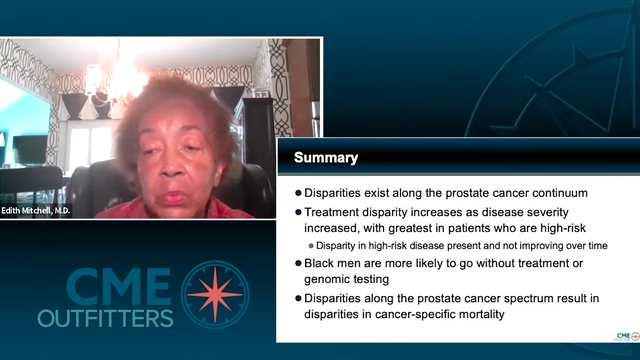 Edith Mitchell, M.D.
CME
OUTFITTERS
Summary
Disparities exist along the prostate cancer continuum
Treatment disparity increases as disease severity
increased, with greatest in patients who are high-risk
Disparity in high-risk disease present and not improving over time
Black men are more likely to go without treatment or
genomic testing
Disparities along the prostate cancer spectrum result in
disparities in cancer-specific mortality
CME
OUTFITTERS